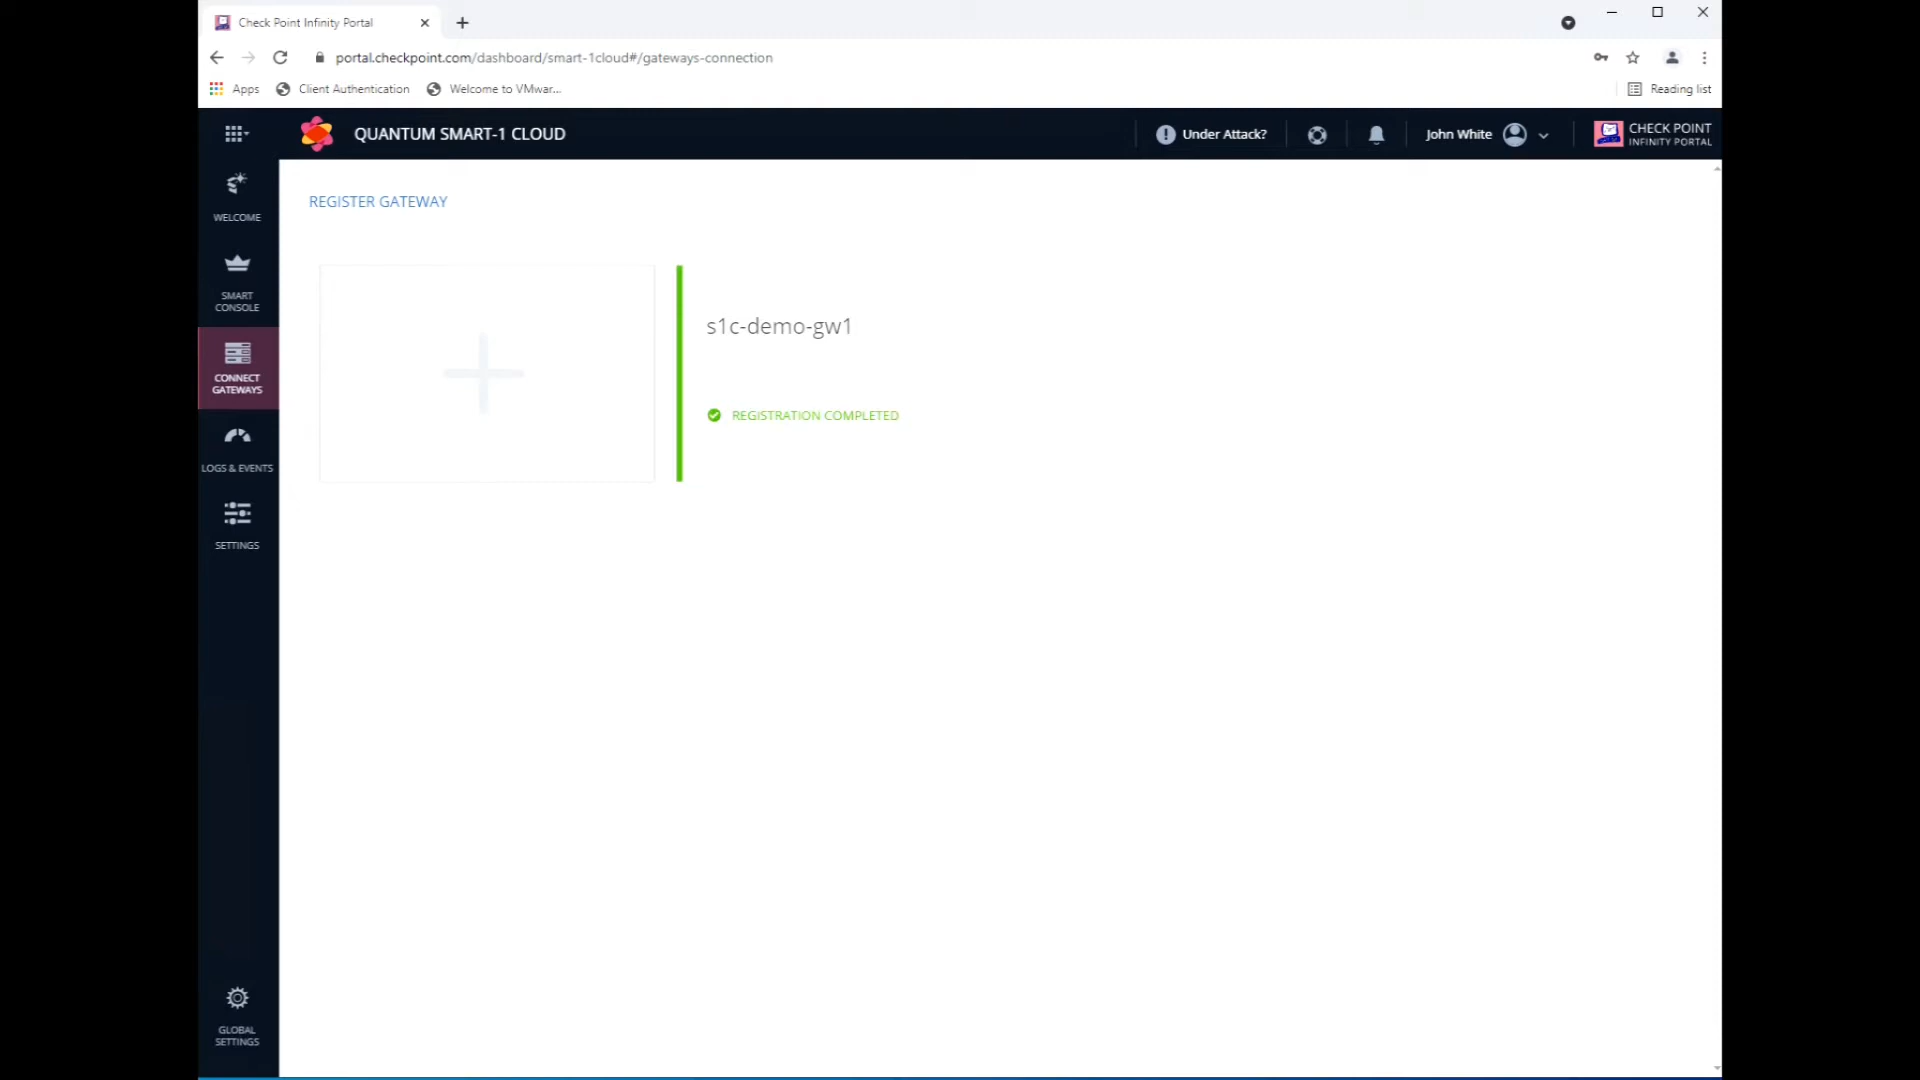 Check Point Infinity Portal
portal.checkpoint.com/dashboard/smart-1cloud#/gateways-connection
Apps
Client Authentication
Welcome to VMwar...
Reading list
QUANTUM SMART-1 CLOUD
Under Attack?
John White
CHECK POINT
INFINITY PORTAL
WELCOME
SMART
CONSOLE
CONNECT
GATEWAYS
LOGS & EVENTS
SETTINGS
GLOBAL
SETTINGS
REGISTER GATEWAY
s1c-demo-gw1
REGISTRATION COMPLETED